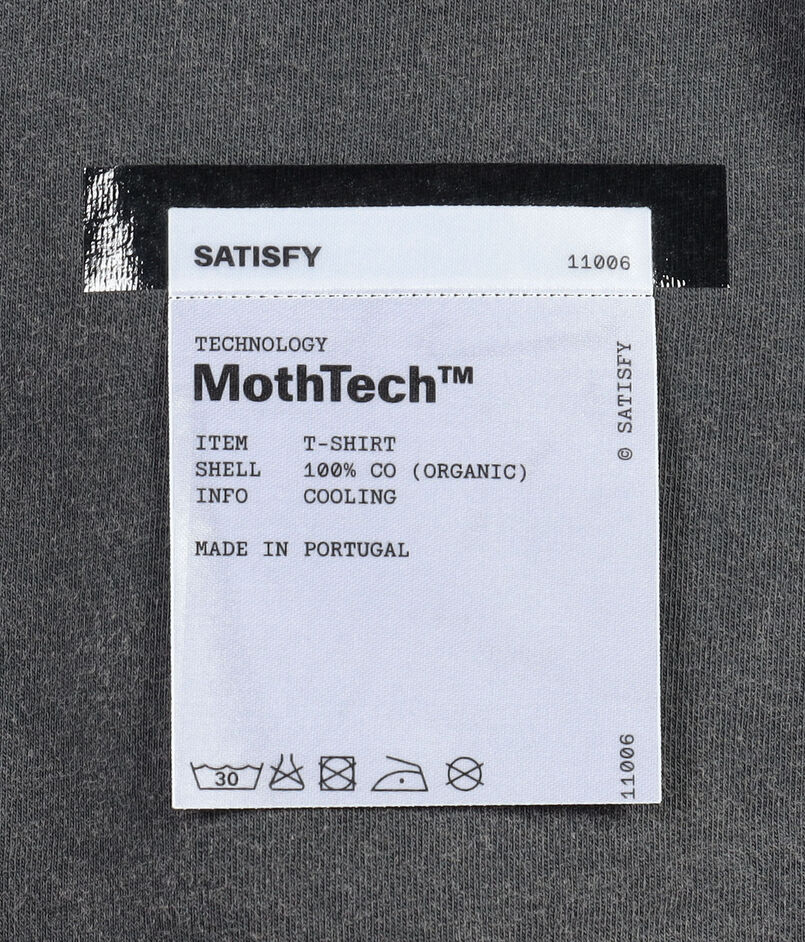 SATISFY
11006
TECHNOLOGY
MothTech™
ITEM T-SHIRT
SHELL 100% CO (ORGANIC)
INFO COOLING
MADE IN PORTUGAL
© SATISFY
30
11006